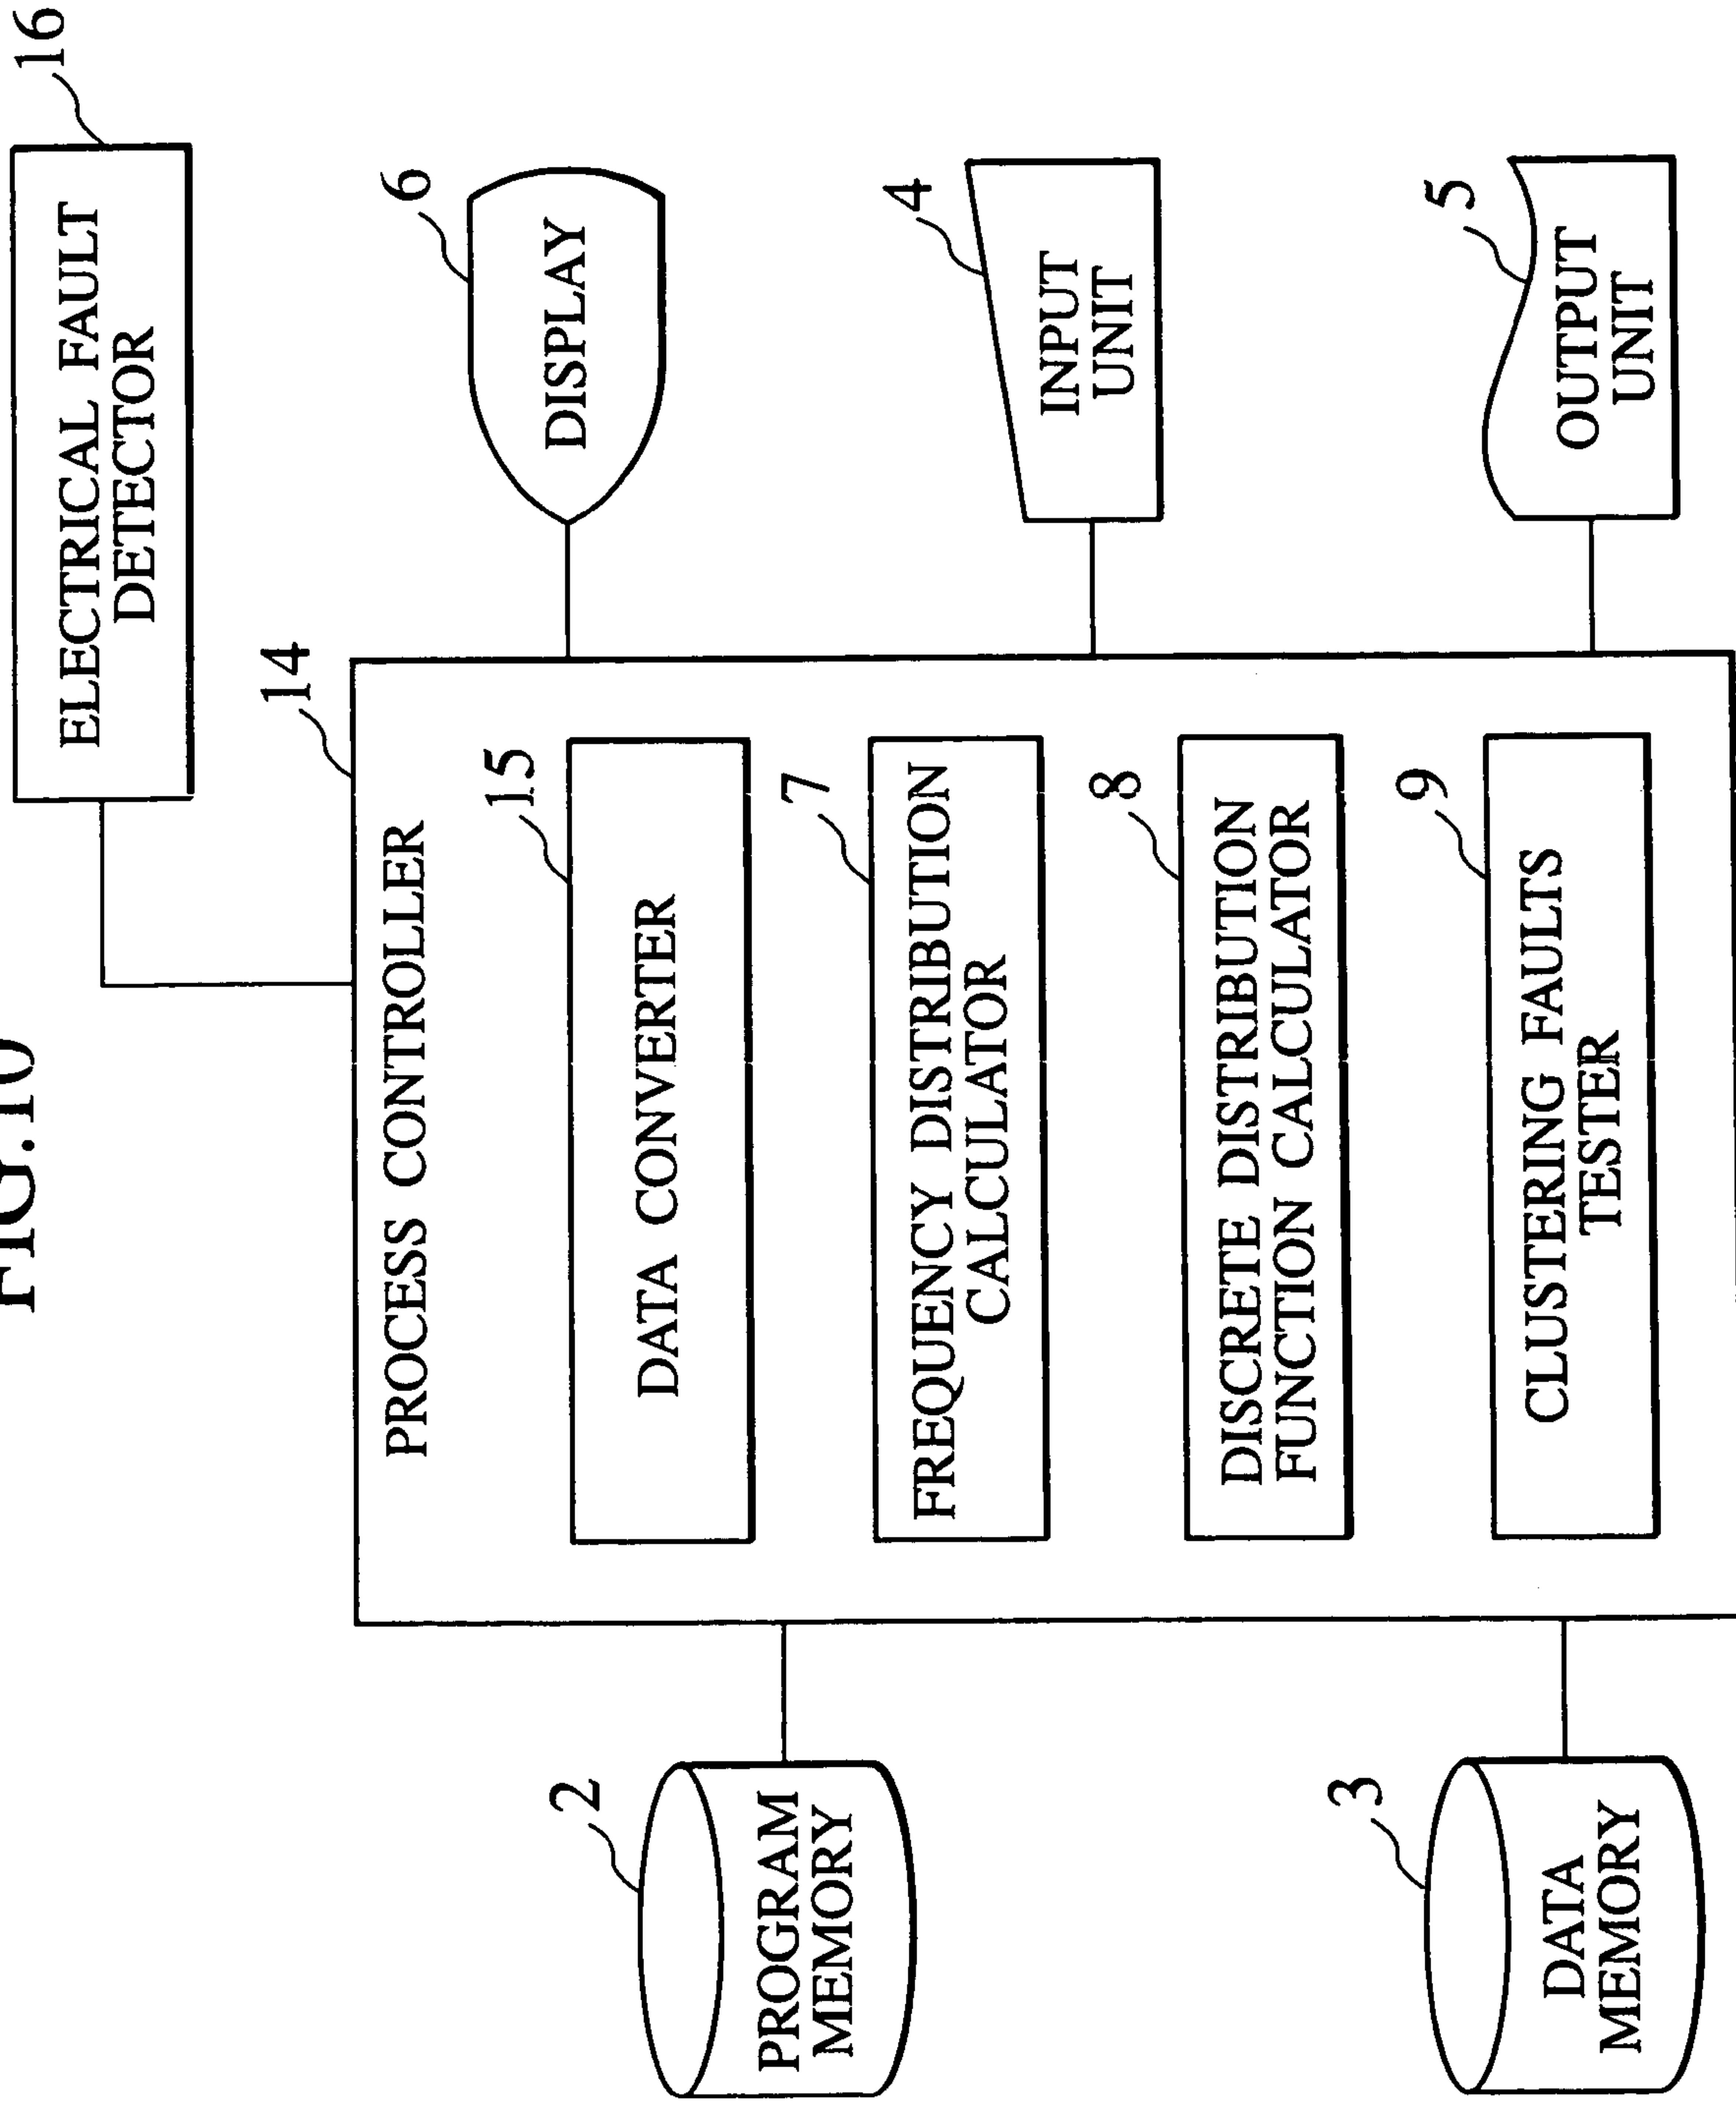 FIG.10
16
ELECTRICAL FAULT
DETECTOR
14
PROCESS CONTROLLER
15
DATA CONVERTER
7
FREQUENCY DISTRIBUTION
CALCULATOR
8
DISCRETE DISTRIBUTION
FUNCTION CALCULATOR
9
CLUSTERING FAULTS
TESTER
2
PROGRAM
MEMORY
3
DATA
MEMORY
6
DISPLAY
4
INPUT
UNIT
5
OUTPUT
UNIT